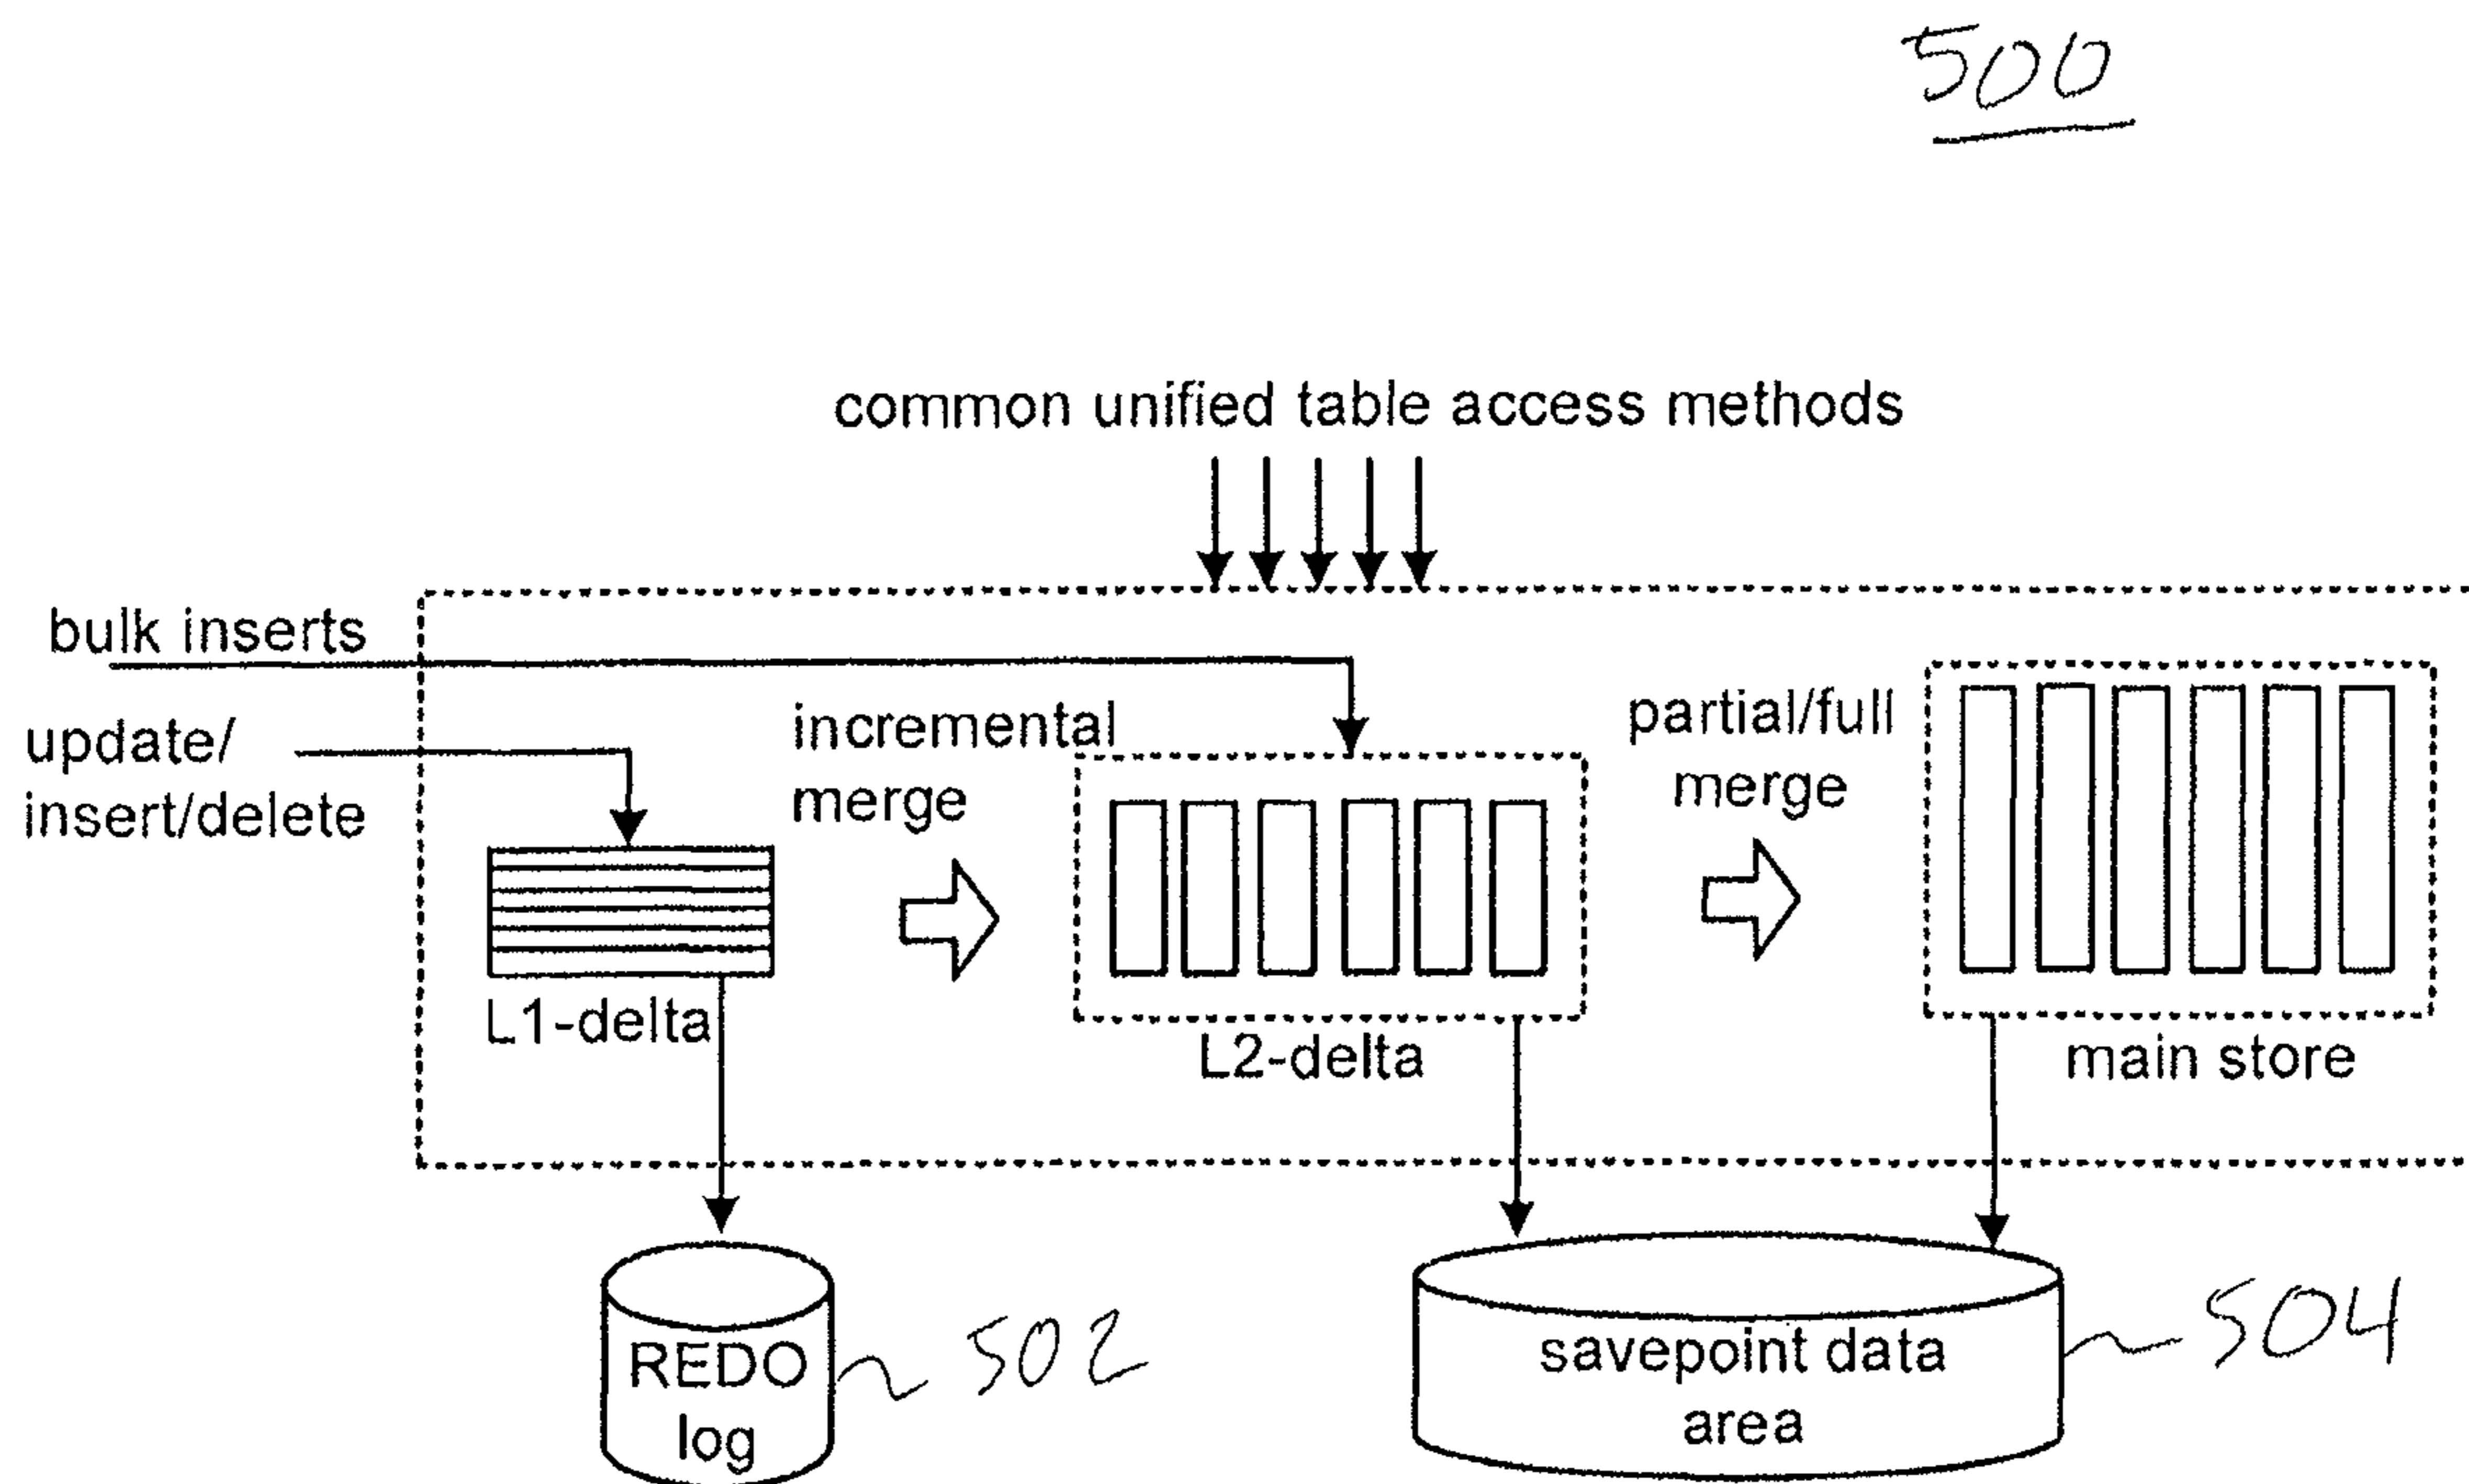 500
common unified table access methods
bulk inserts
update/
insert/delete
incremental
merge
partial/full
merge
L1-delta
L2-delta
main store
REDO
log
502
savepoint data
area
504